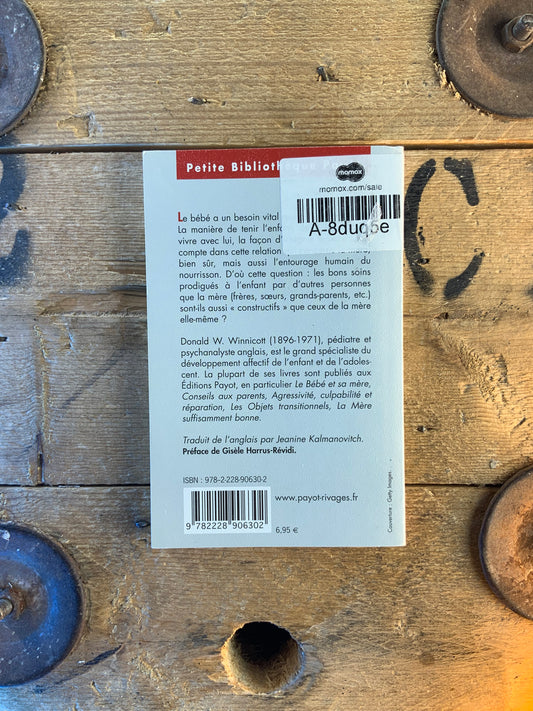 Petite Bibliothèque P
momox
momox.com/sale
A-8duq5e
Le bébé a un besoin vital
La manière de tenir l'enf
vivre avec lui, la façon d'
compte dans cette relation
bien sûr, mais aussi l'entourage humain du
nourrisson. D'où cette question : les bons soins
prodigués à l'enfant par d'autres personnes
que la mère (frères, sœurs, grands-parents, etc.)
sont-ils aussi « constructifs » que ceux de la mère
elle-même ?
Donald W. Winnicott (1896-1971), pédiatre et
psychanalyste anglais, est le grand spécialiste du
développement affectif de l'enfant et de l'adoles-
cent. La plupart de ses livres sont publiés aux
Éditions Payot, en particulier Le Bébé et sa mère,
Conseils aux parents, Agressivité, culpabilité et
réparation, Les Objets transitionnels, La Mère
suffisamment bonne.
Traduit de l'anglais par Jeanine Kalmanovitch.
Préface de Gisèle Harrus-Révidi.
ISBN : 978-2-228-90630-2
www.payot-rivages.fr
9 782228 906302
6,95 €
Couverture : Getty Images.
C